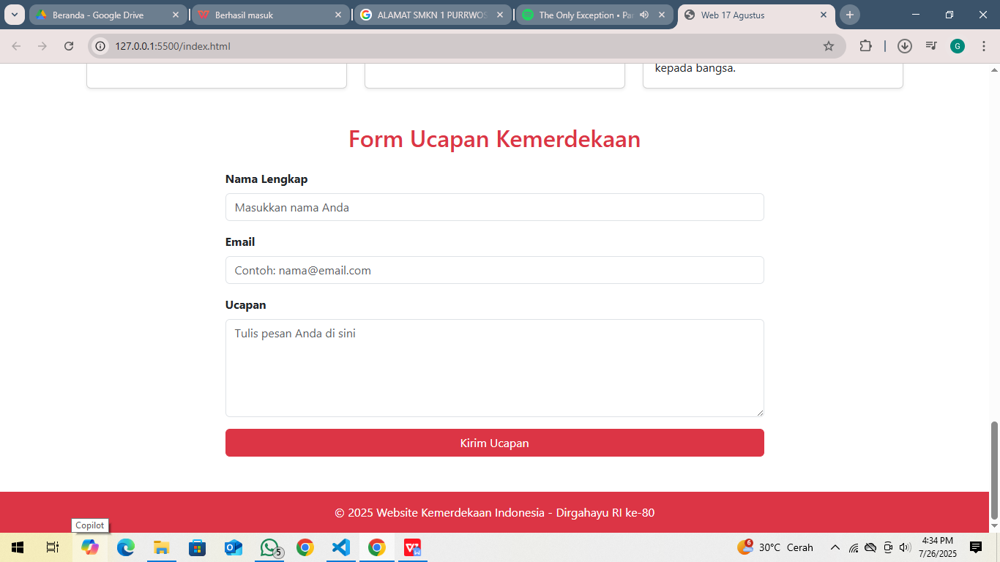 Beranda - Google Drive
Berhasil masuk
ALAMAT SMKN 1 PURRWOS
The Only Exception • Par
Web 17 Agustus
127.0.0.1:5500/index.html
G
kepada bangsa.
Form Ucapan Kemerdekaan
Nama Lengkap
Masukkan nama Anda
Email
Contoh: nama@email.com
Ucapan
Tulis pesan Anda di sini
Kirim Ucapan
© 2025 Website Kemerdekaan Indonesia - Dirgahayu RI ke-80
Copilot
5
6
30°C Cerah
4:34 PM
7/26/2025